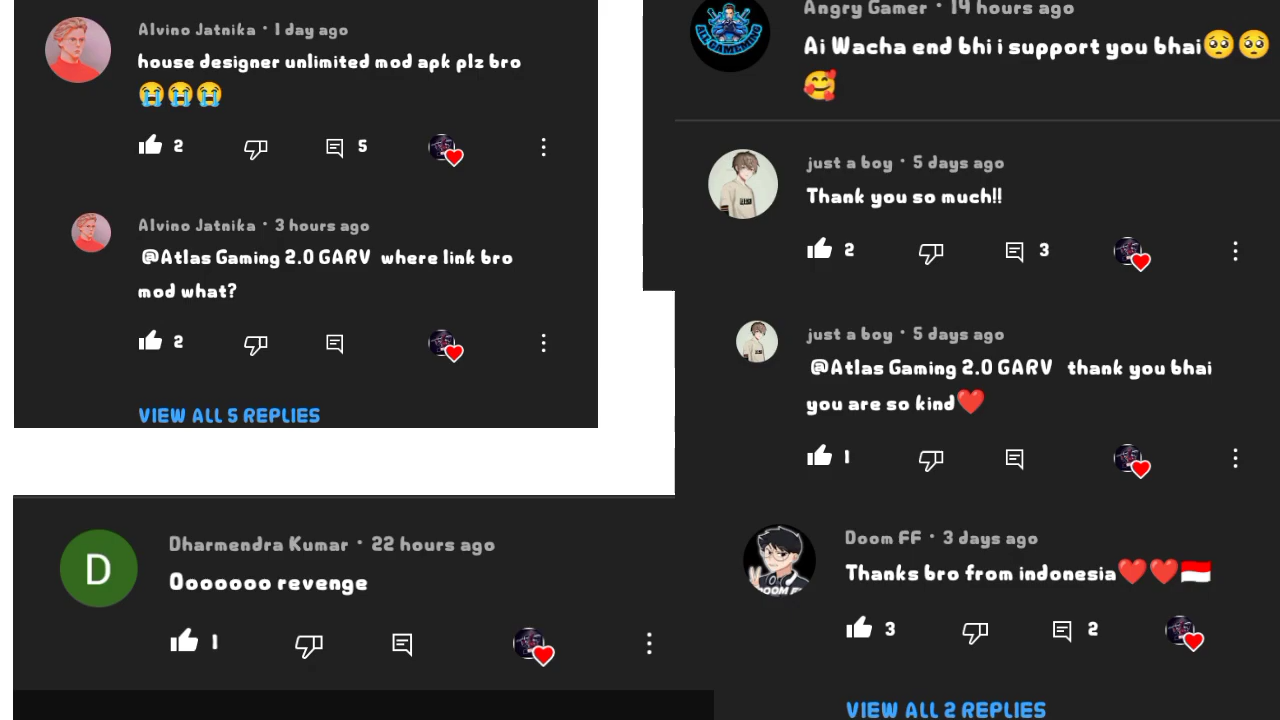 Alvino Jatnika · 1 day ago
house designer unlimited mod apk plz bro
😭😭😭
2
5
Alvino Jatnika · 3 hours ago
@Atlas Gaming 2.0 GARV where link bro
mod what?
2
VIEW ALL 5 REPLIES
Angry Gamer · 19 hours ago
Ai Wacha end bhi i support you bhai🥺🥺
🥰
just a boy · 5 days ago
Thank you so much!!
2
3
just a boy · 5 days ago
@Atlas Gaming 2.0 GARV thank you bhai
you are so kind❤️
1
D
Dharmendra Kumar · 22 hours ago
Ooooooo revenge
1
Doom FF · 3 days ago
Thanks bro from indonesia❤️❤️🇮🇩
3
2
VIEW ALL 2 REPLIES